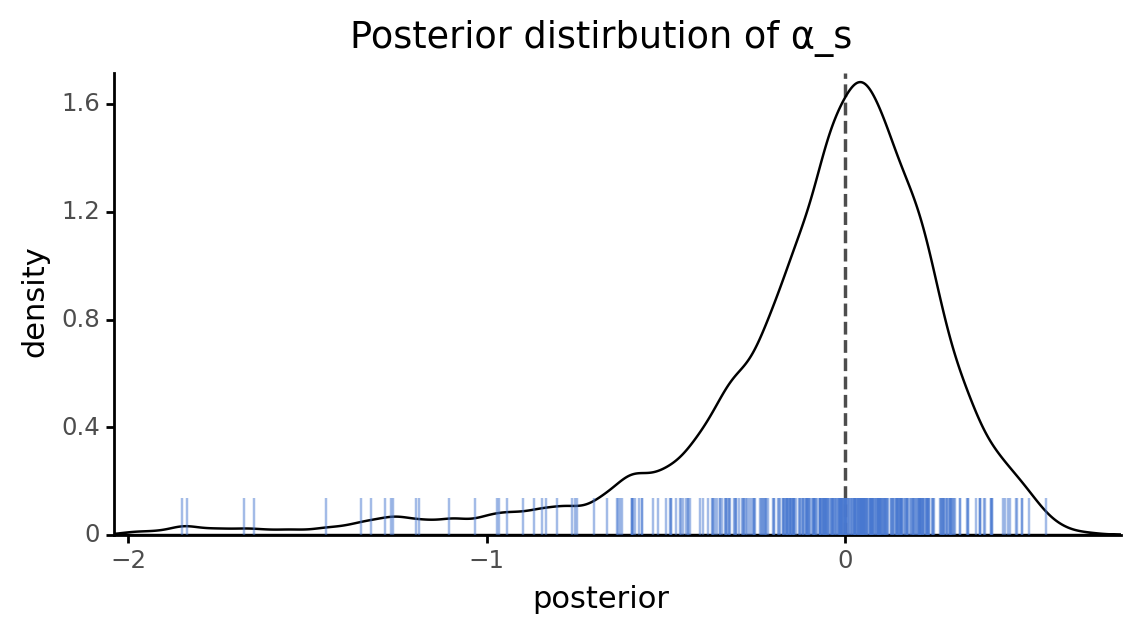 Posterior distirbution of α_s
density
1.6
1.2
0.8
0.4
0
−2
−1
0
posterior